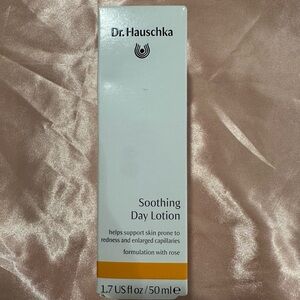 Dr. Hauschka
Soothing
Day Lotion
helps support skin prone to
redness and enlarged capillaries
formulation with rose
1.7 US fl oz / 50 ml ℮